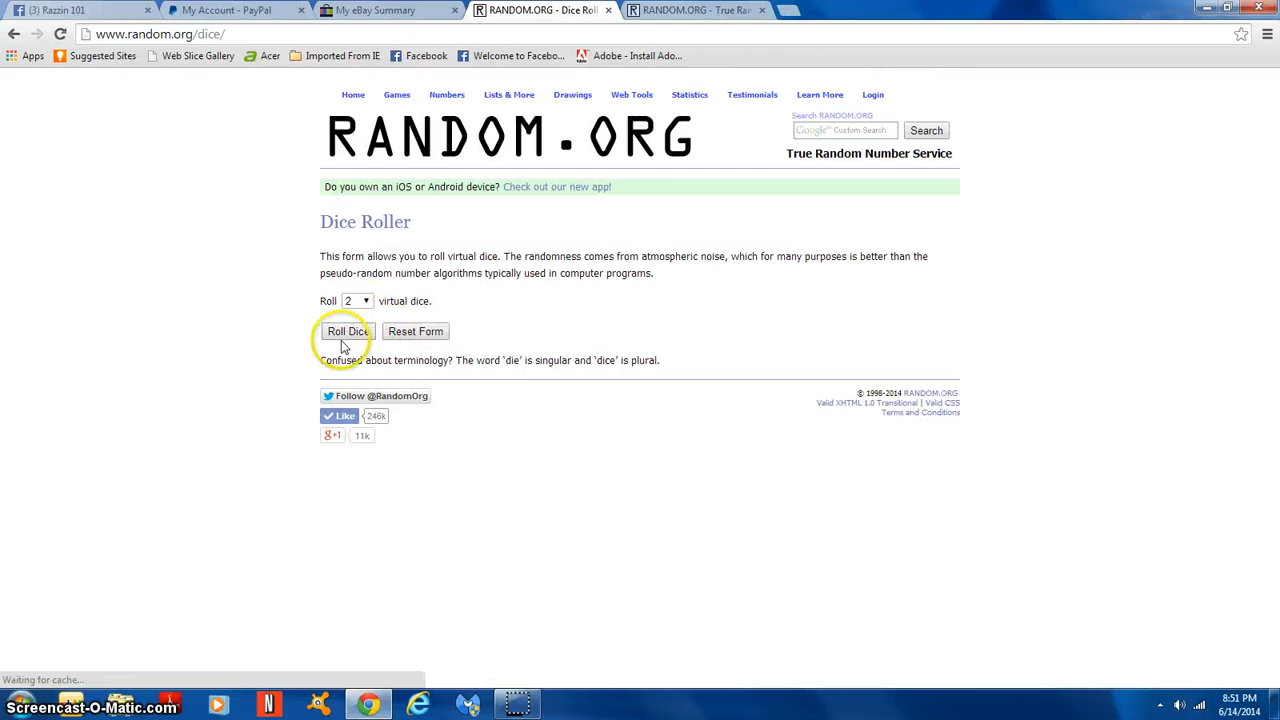 (3) Razzin 101
My Account - PayPal
My eBay Summary
RANDOM.ORG - Dice Roll
RANDOM.ORG - True Ran
www.random.org/dice/
Apps
Suggested Sites
Web Slice Gallery
Acer
Imported From IE
Facebook
Welcome to Facebo...
Adobe - Install Ado...
Home
Games
Numbers
Lists & More
Drawings
Web Tools
Statistics
Testimonials
Learn More
Login
RANDOM.ORG
Search RANDOM.ORG
Google™ Custom Search
Search
True Random Number Service
Do you own an iOS or Android device? Check out our new app!
Dice Roller
This form allows you to roll virtual dice. The randomness comes from atmospheric noise, which for many purposes is better than the
pseudo-random number algorithms typically used in computer programs.
Roll 2 virtual dice.
Roll Dice
Reset Form
Confused about terminology? The word ‘die’ is singular and ‘dice’ is plural.
Follow @RandomOrg
Like 246k
g+1 11k
© 1998-2014 RANDOM.ORG
Valid XHTML 1.0 Transitional | Valid CSS
Terms and Conditions
Waiting for cache...
Screencast-O-Matic.com
8:51 PM
6/14/2014